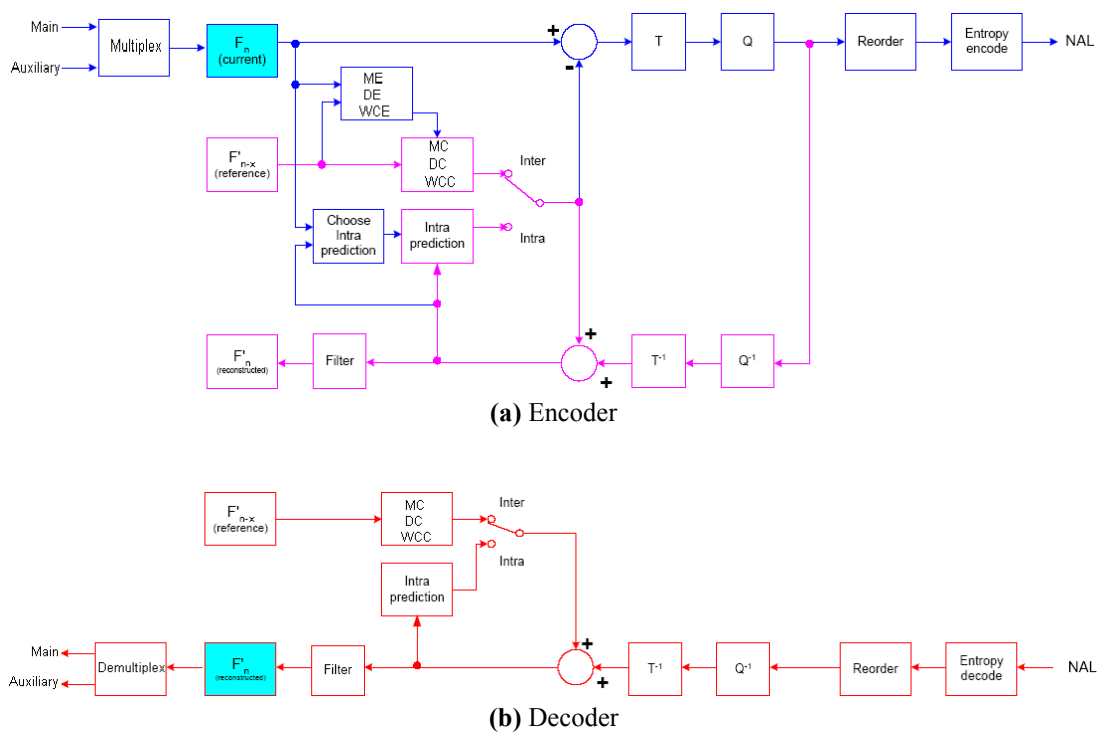 Main
Auxiliary
Multiplex
Fn
(current)
+
-
T
Q
Reorder
Entropy
encode
NAL
ME
DE
WCE
F'n-x
(reference)
MC
DC
WCC
Inter
Choose
Intra
prediction
Intra
prediction
Intra
F'n
(reconstructed)
Filter
+
+
T-1
Q-1
(a) Encoder
F'n-x
(reference)
MC
DC
WCC
Inter
Intra
Intra
prediction
Main
Auxiliary
Demultiplex
F'n
(reconstructed)
Filter
+
+
T-1
Q-1
Reorder
Entropy
decode
NAL
(b) Decoder